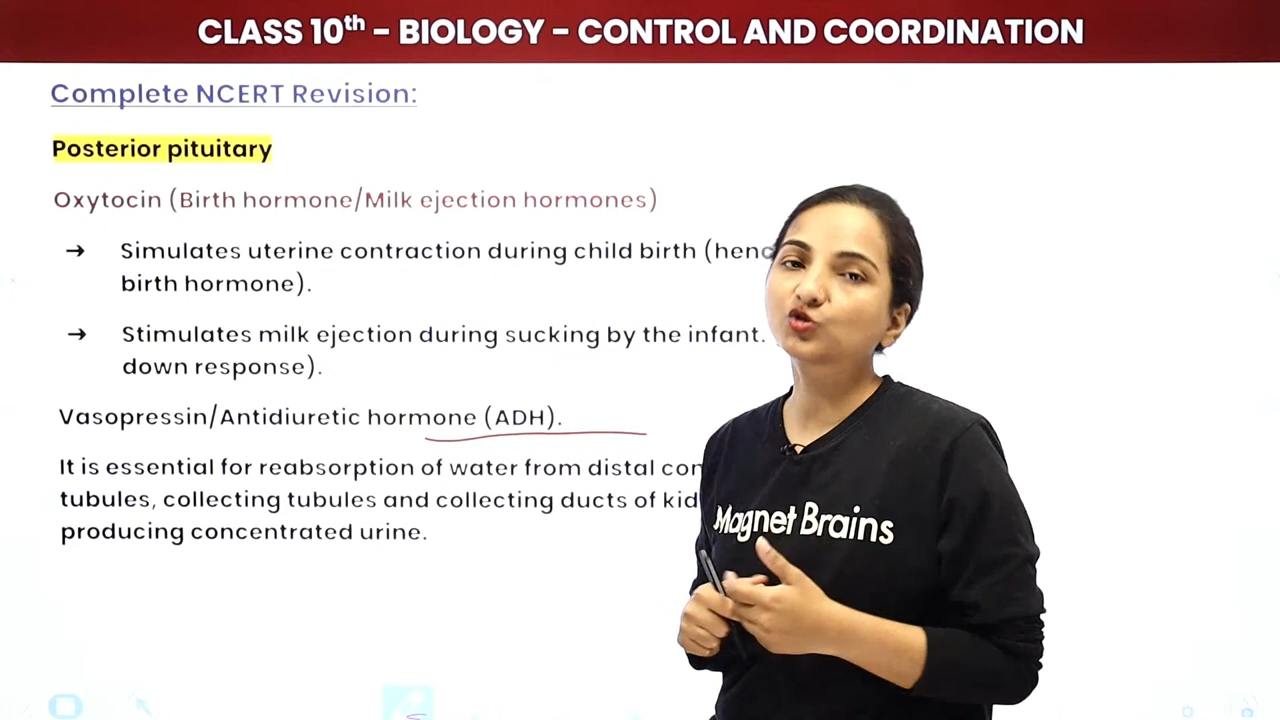 CLASS 10th - BIOLOGY - CONTROL AND COORDINATION
Complete NCERT Revision:
Posterior pituitary
Oxytocin (Birth hormone/Milk ejection hormones)
→ Simulates uterine contraction during child birth (
birth hormone).
→ Stimulates milk ejection during sucking by the infant.
down response).
Vasopressin/Antidiuretic hormone (ADH).
It is essential for reabsorption of water from distal
tubules, collecting tubules and collecting ducts of
producing concentrated urine.
Magnet Brains